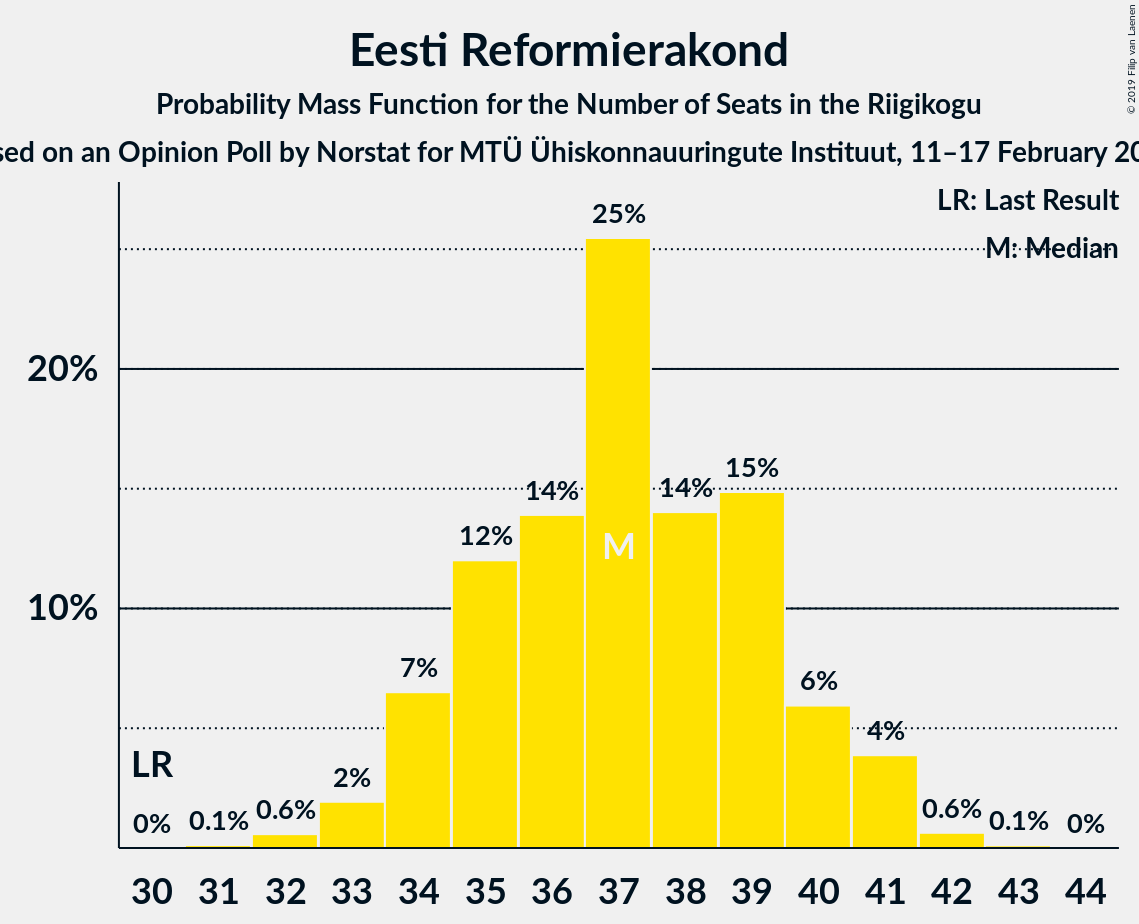 Eesti Reformierakond
Probability Mass Function for the Number of Seats in the Riigikogu
on an Opinion Poll by Norstat for MTÜ Ühiskonnauuringute Instituut, 11–17 February
© 2019 Filip van Laenen
LR: Last Result
M: Median
25%
20%
15%
14%
14%
12%
M
10%
7%
6%
4%
LR
2%
0%
0.1%
0.6%
0.6%
0.1%
0%
30 31 32 33 34 35 36 37 38 39 40 41 42 43 44